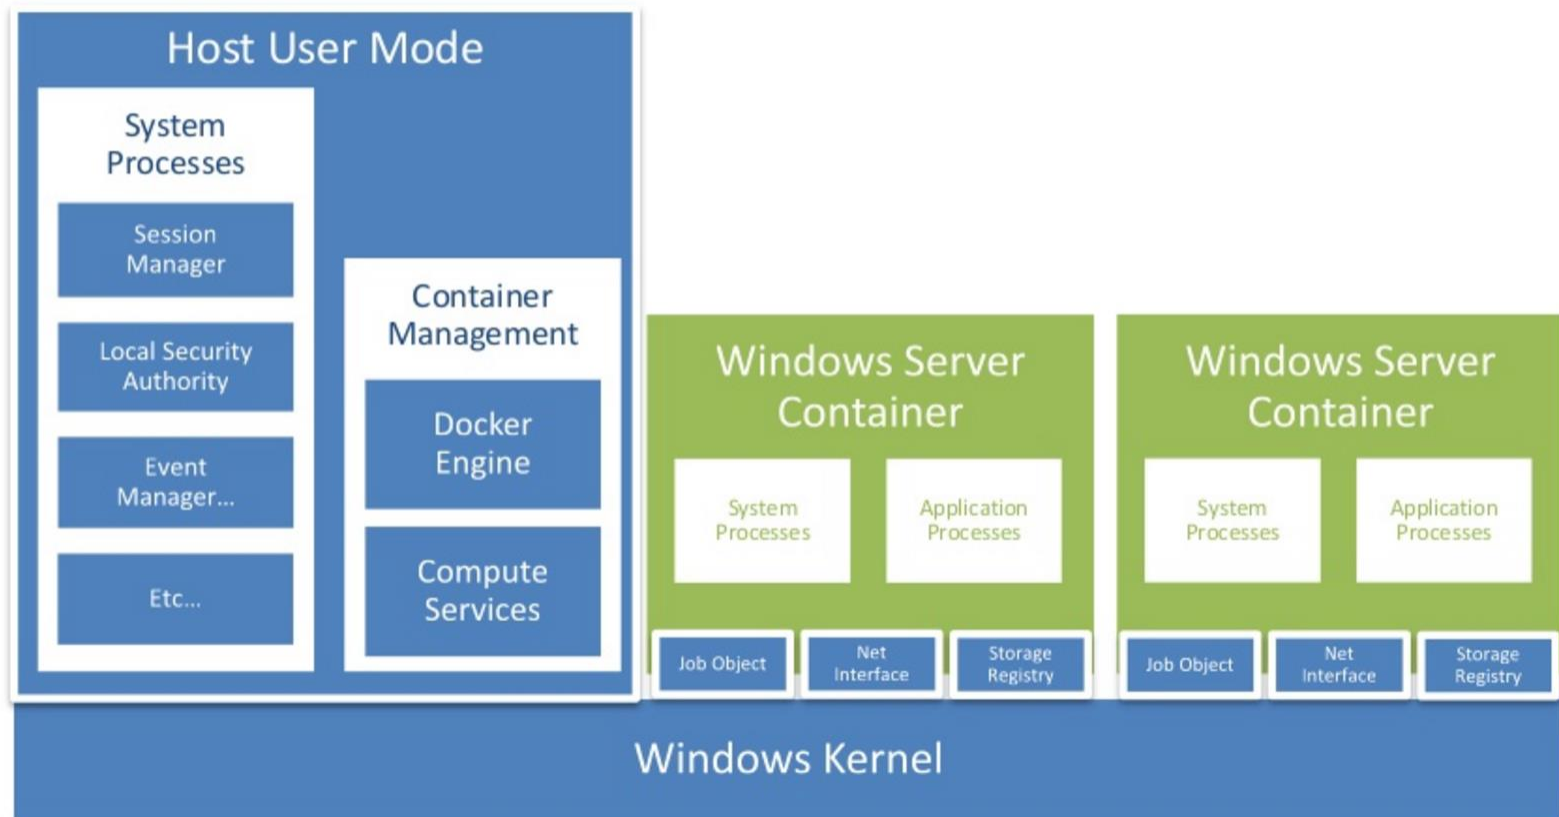 Host User Mode
System
Processes
Session
Manager
Local Security
Authority
Event
Manager...
Etc...
Container
Management
Docker
Engine
Compute
Services
Windows Server
Container
System
Processes
Application
Processes
Job Object
Net
Interface
Storage
Registry
Windows Server
Container
System
Processes
Application
Processes
Job Object
Net
Interface
Storage
Registry
Windows Kernel